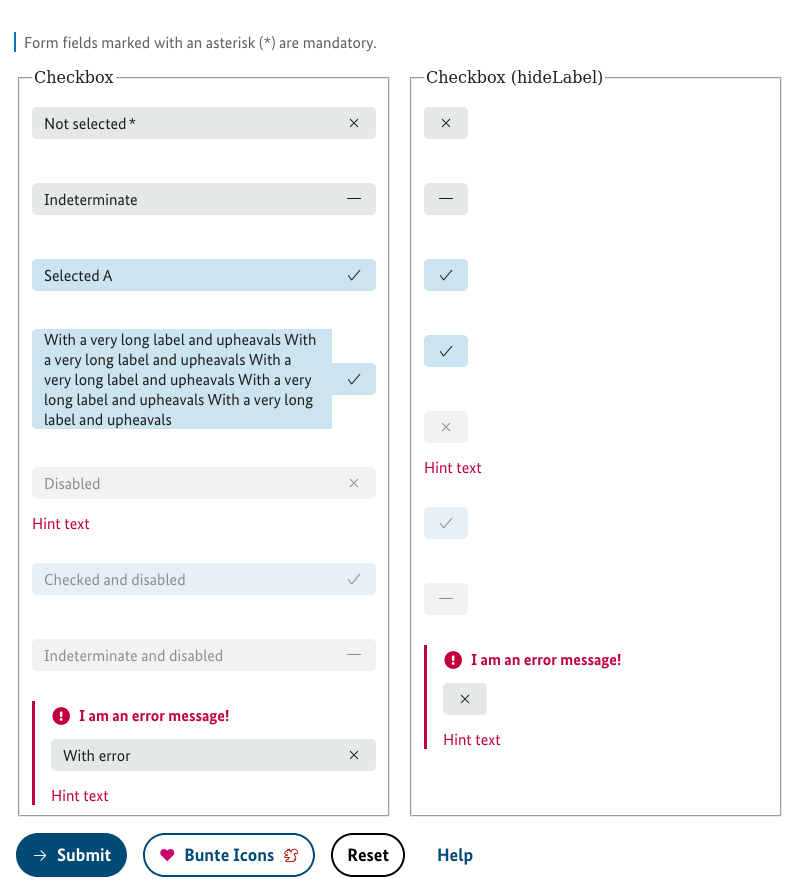 Form fields marked with an asterisk (*) are mandatory.
Checkbox
Not selected *
Indeterminate
Selected A
With a very long label and upheavals With
a very long label and upheavals With a
very long label and upheavals With a very
long label and upheavals With a very long
label and upheavals
Disabled
Hint text
Checked and disabled
Indeterminate and disabled
I am an error message!
With error
Hint text
Checkbox (hideLabel)
Hint text
I am an error message!
Hint text
Submit
Bunte Icons
Reset
Help